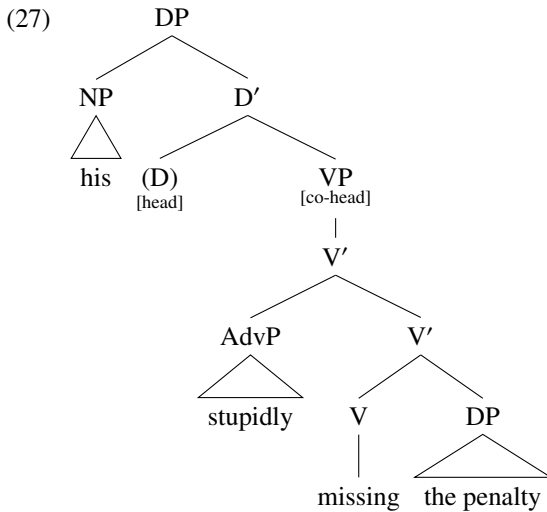 (27) DP
NP D′
his (D) VP
[head] [co-head]
V′
AdvP V′
stupidly V DP
missing the penalty